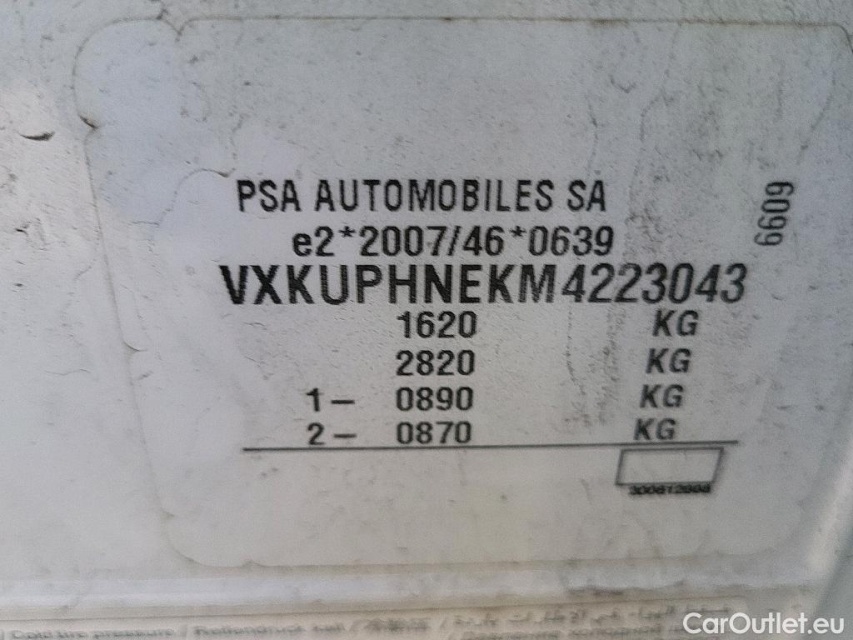 PSA AUTOMOBILES SA
e2*2007/46*0639
VXKUPHNEKM4223043
1620 KG
2820 KG
1– 0890 KG
2– 0870 KG
6609
CarOutlet.eu